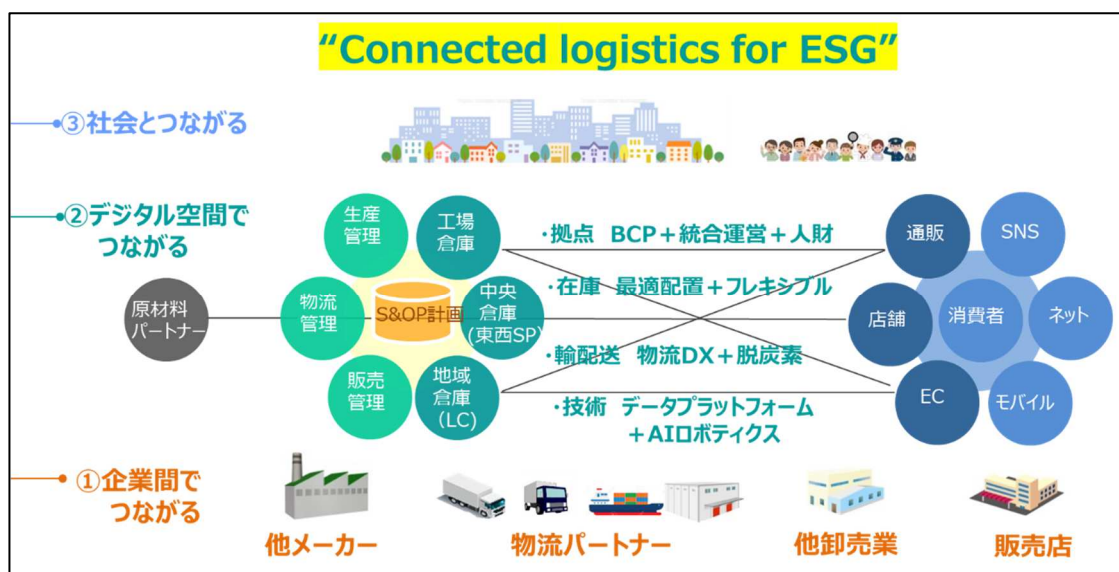 “Connected logistics for ESG”
③社会とつながる
②デジタル空間で
つながる
原材料
パートナー
生産
管理
工場
倉庫
物流
管理
S&OP計画
中央
倉庫
(東西SP)
販売
管理
地域
倉庫
（LC)
・拠点 BCP＋統合運営＋人財
・在庫 最適配置＋フレキシブル
・輸配送 物流DX＋脱炭素
・技術 データプラットフォーム
＋AIロボティクス
通販
SNS
店舗
消費者
ネット
EC
モバイル
①企業間で
つながる
他メーカー
物流パートナー
他卸売業
販売店